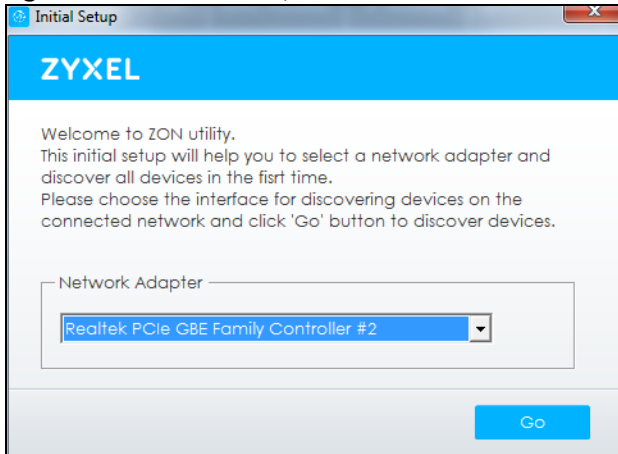 Initial Setup
ZYXEL
Welcome to ZON utility.
This initial setup will help you to select a network adapter and
discover all devices in the fisrt time.
Please choose the interface for discovering devices on the
connected network and click 'Go' button to discover devices.
Network Adapter
Realtek PCIe GBE Family Controller #2
Go